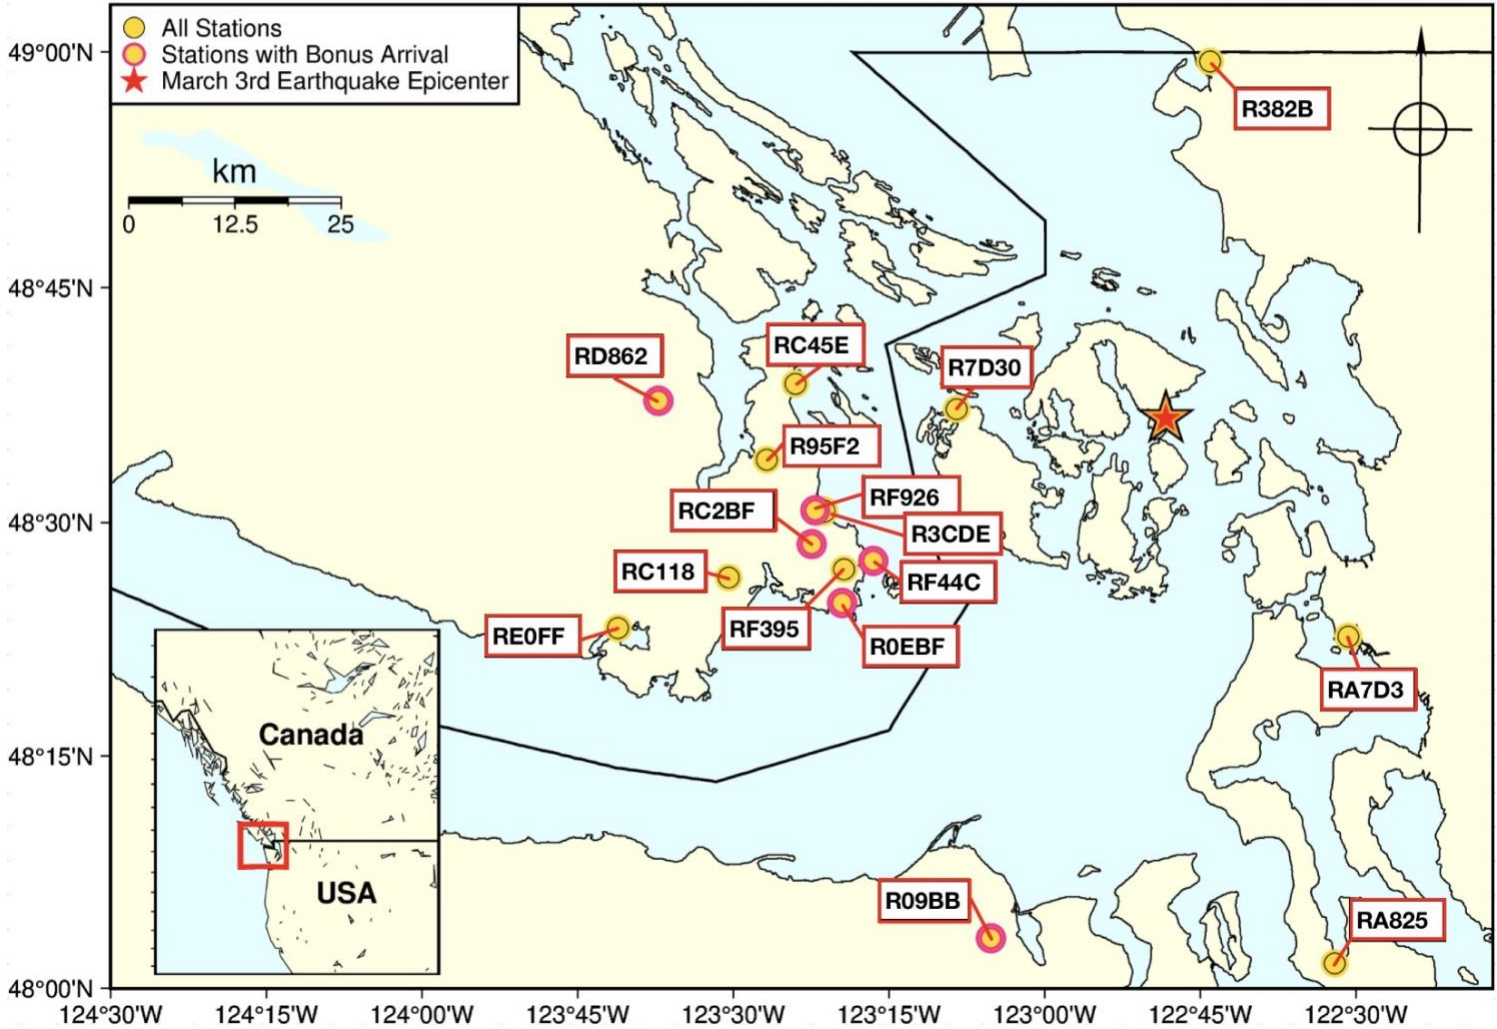 All Stations
Stations with Bonus Arrival
March 3rd Earthquake Epicenter
49°00'N
R382B
km
0 12.5 25
48°45'N
RD862
RC45E
R7D30
R95F2
RF926
RC2BF
48°30'N
R3CDE
RC118
RF44C
RF395
RE0FF
R0EBF
RA7D3
Canada
48°15'N
USA
R09BB
RA825
48°00'N
124°30'W 124°15'W 124°00'W 123°45'W 123°30'W 123°15'W 123°00'W 122°45'W 122°30'W